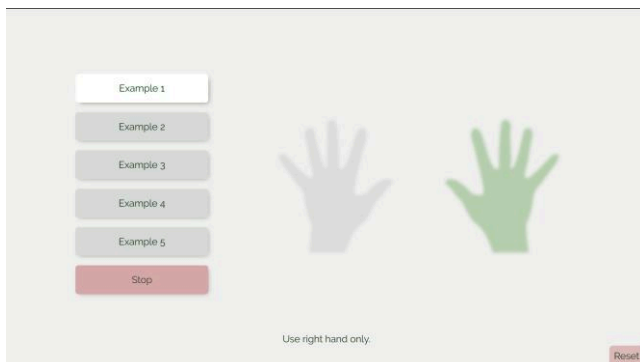 Example 1
Example 2
Example 3
Example 4
Example 5
Stop
Use right hand only.
Reset